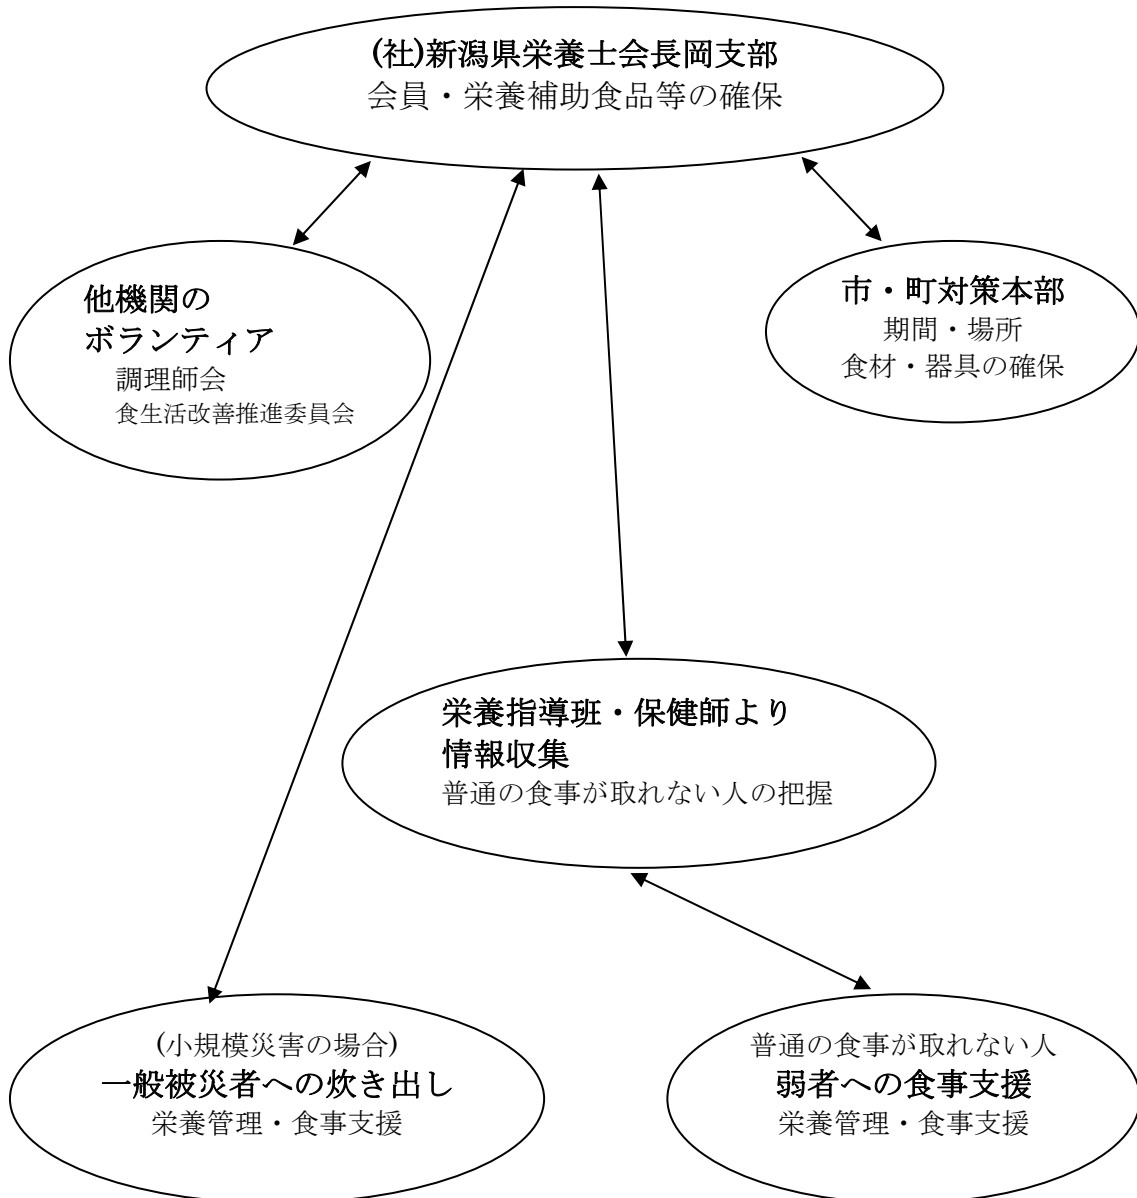 (社)新潟県栄養士会長岡支部
会員・栄養補助食品等の確保
他機関の
ボランティア
調理師会
食生活改善推進委員会
市・町対策本部
期間・場所
食材・器具の確保
栄養指導班・保健師より
情報収集
普通の食事が取れない人の把握
(小規模災害の場合)
一般被災者への炊き出し
栄養管理・食事支援
普通の食事が取れない人
弱者への食事支援
栄養管理・食事支援